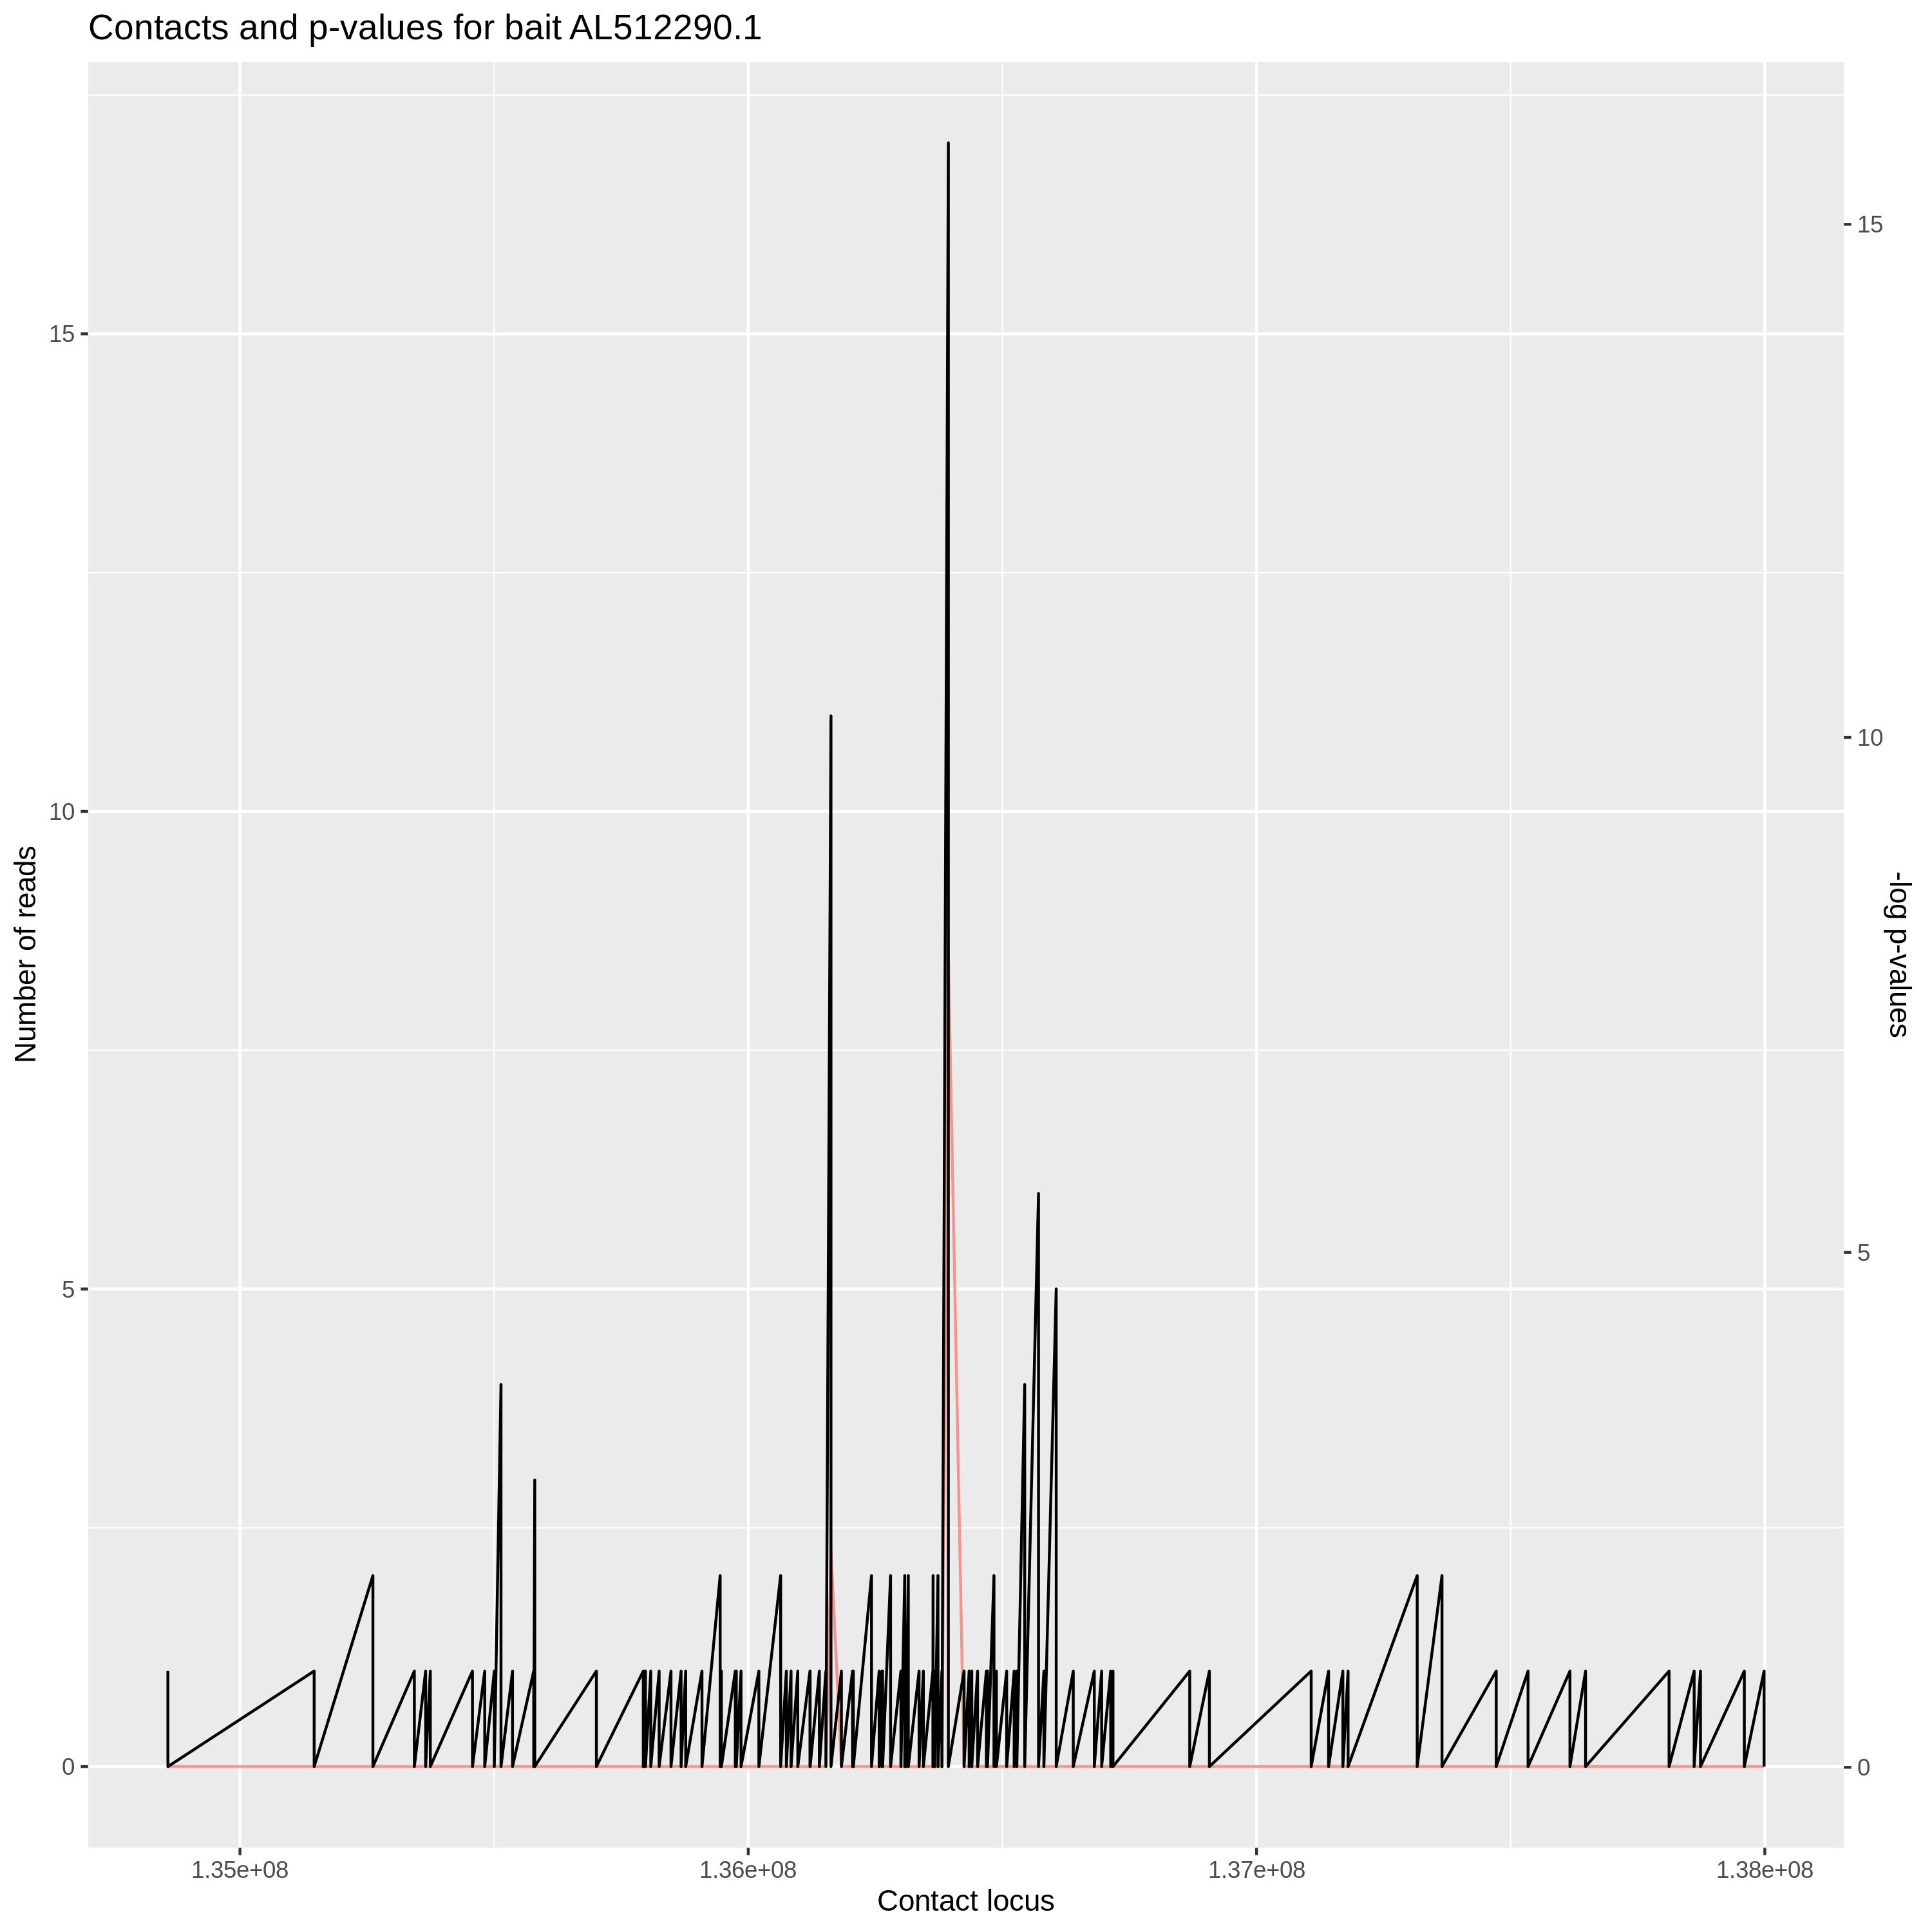 Contacts and p-values for bait AL512290.1
15
10
5
0
Number of reads
15
10
5
0
-log p-values
1.35e+08 1.36e+08 1.37e+08 1.38e+08
Contact locus